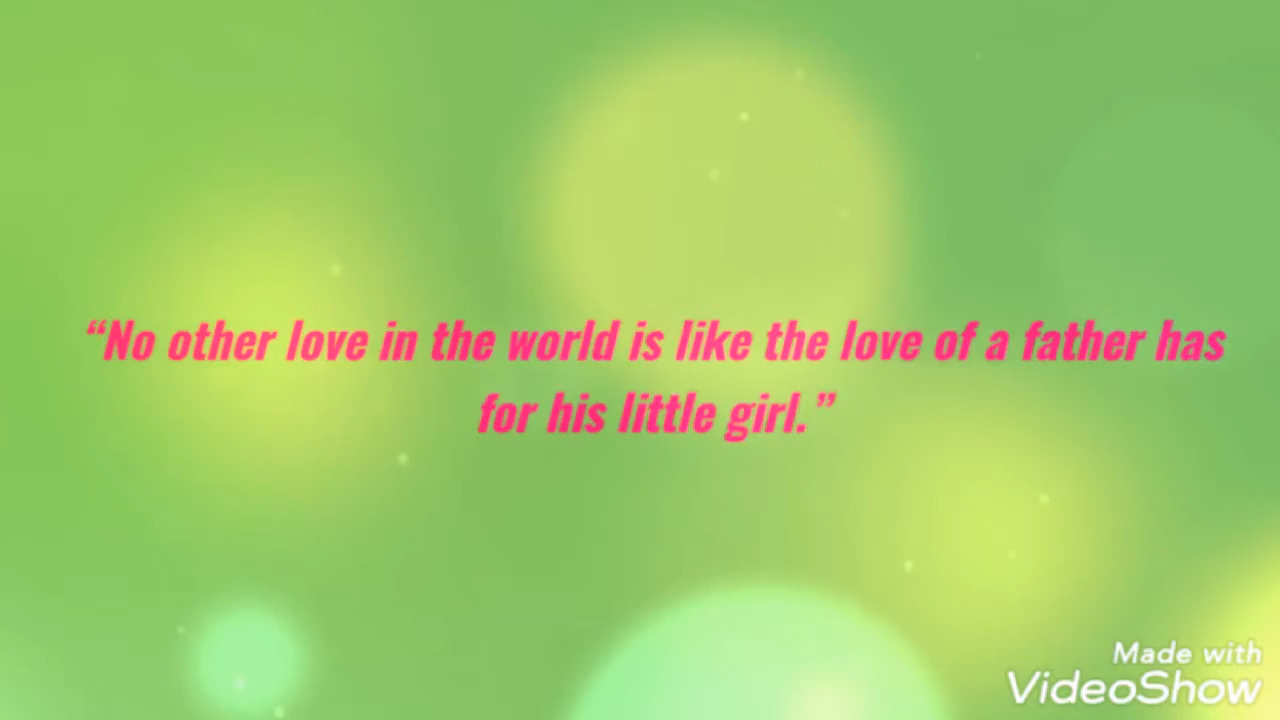 “No other love in the world is like the love of a father has
for his little girl.”
Made with
VideoShow